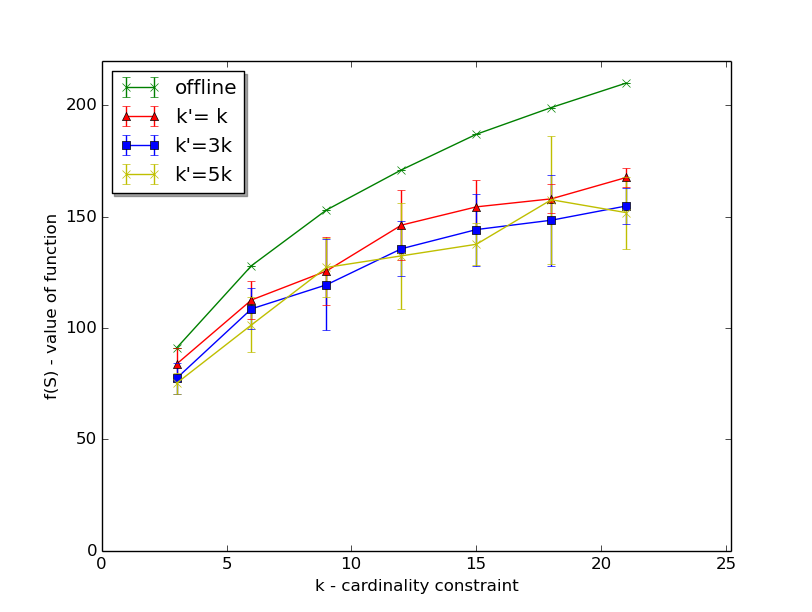 offline
k'= k
k'=3k
k'=5k
200
150
100
50
0
0 5 10 15 20 25
k - cardinality constraint
f(S) - value of function